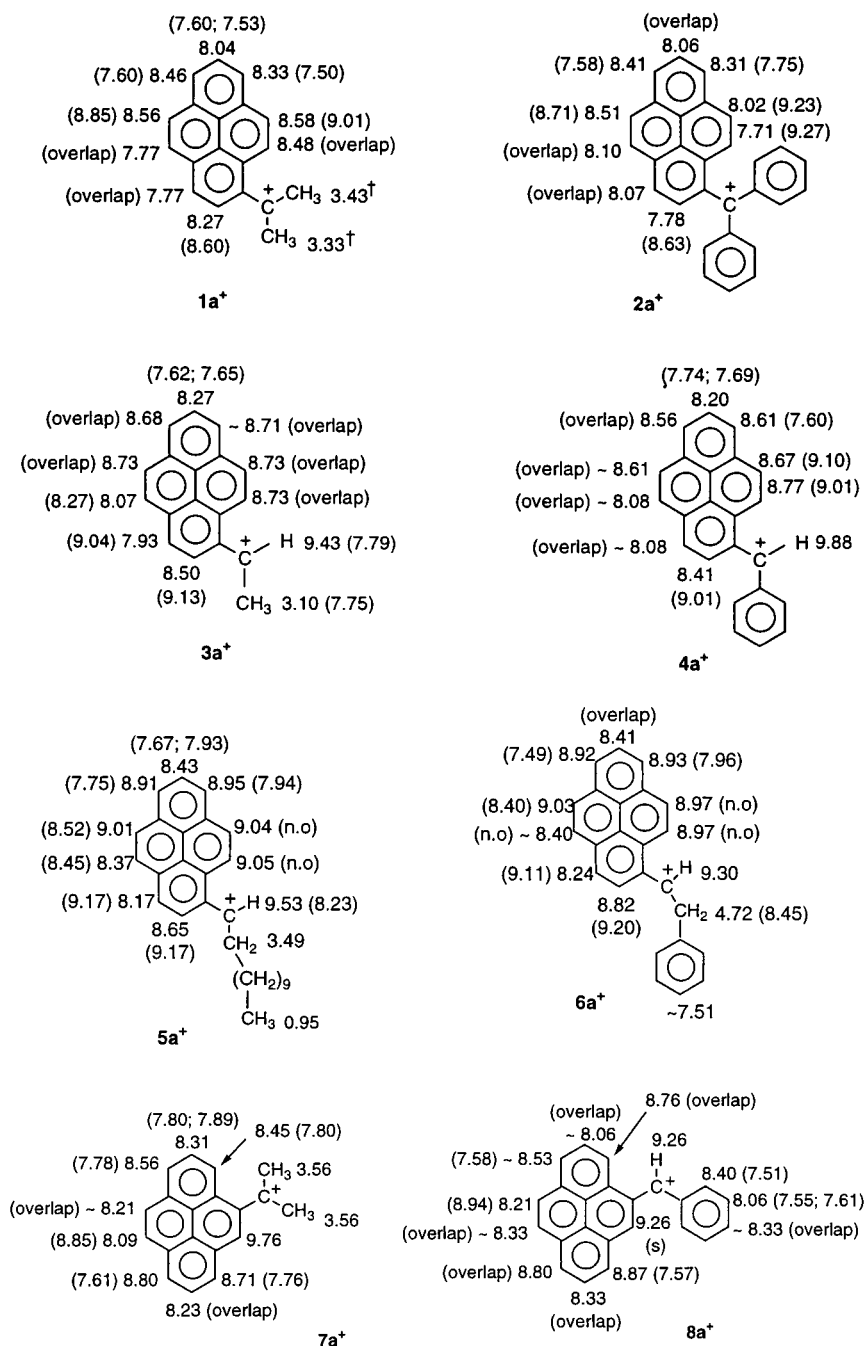 (7.60; 7.53)
8.04
(7.60) 8.46
8.33 (7.50)
(8.85) 8.56
8.58 (9.01)
(overlap) 7.77
8.48 (overlap)
(overlap) 7.77
+
C
CH3 3.43†
8.27
(8.60)
CH3 3.33†
1a+
(overlap)
8.06
(7.58) 8.41
8.31 (7.75)
(8.71) 8.51
8.02 (9.23)
7.71 (9.27)
(overlap) 8.10
(overlap) 8.07
+
C
7.78
(8.63)
2a+
(7.62; 7.65)
8.27
(overlap) 8.68
~ 8.71 (overlap)
(overlap) 8.73
8.73 (overlap)
(8.27) 8.07
8.73 (overlap)
(9.04) 7.93
+
C
H 9.43 (7.79)
8.50
(9.13)
CH3 3.10 (7.75)
3a+
(7.74; 7.69)
8.20
(overlap) 8.56
8.61 (7.60)
(overlap) ~ 8.61
8.67 (9.10)
(overlap) ~ 8.08
8.77 (9.01)
(overlap) ~ 8.08
+
C
H 9.88
8.41
(9.01)
4a+
(7.67; 7.93)
8.43
(7.75) 8.91
8.95 (7.94)
(8.52) 9.01
9.04 (n.o)
(8.45) 8.37
9.05 (n.o)
(9.17) 8.17
+
C
H 9.53 (8.23)
8.65
(9.17)
CH2 3.49
(CH2)9
CH3 0.95
5a+
(overlap)
8.41
(7.49) 8.92
8.93 (7.96)
(8.40) 9.03
8.97 (n.o)
(n.o) ~ 8.40
8.97 (n.o)
(9.11) 8.24
+
C
H 9.30
8.82
(9.20)
CH2 4.72 (8.45)
~7.51
6a+
(7.80; 7.89)
8.31
8.45 (7.80)
(7.78) 8.56
CH3 3.56
C+
CH3 3.56
(overlap) ~ 8.21
(8.85) 8.09
9.76
(7.61) 8.80
8.71 (7.76)
8.23 (overlap)
7a+
8.76 (overlap)
(overlap)
~ 8.06
9.26
H
(7.58) ~ 8.53
C+
8.40 (7.51)
(8.94) 8.21
8.06 (7.55; 7.61)
(overlap) ~ 8.33
9.26
(s)
~ 8.33 (overlap)
(overlap) 8.80
8.87 (7.57)
8.33
(overlap)
8a+